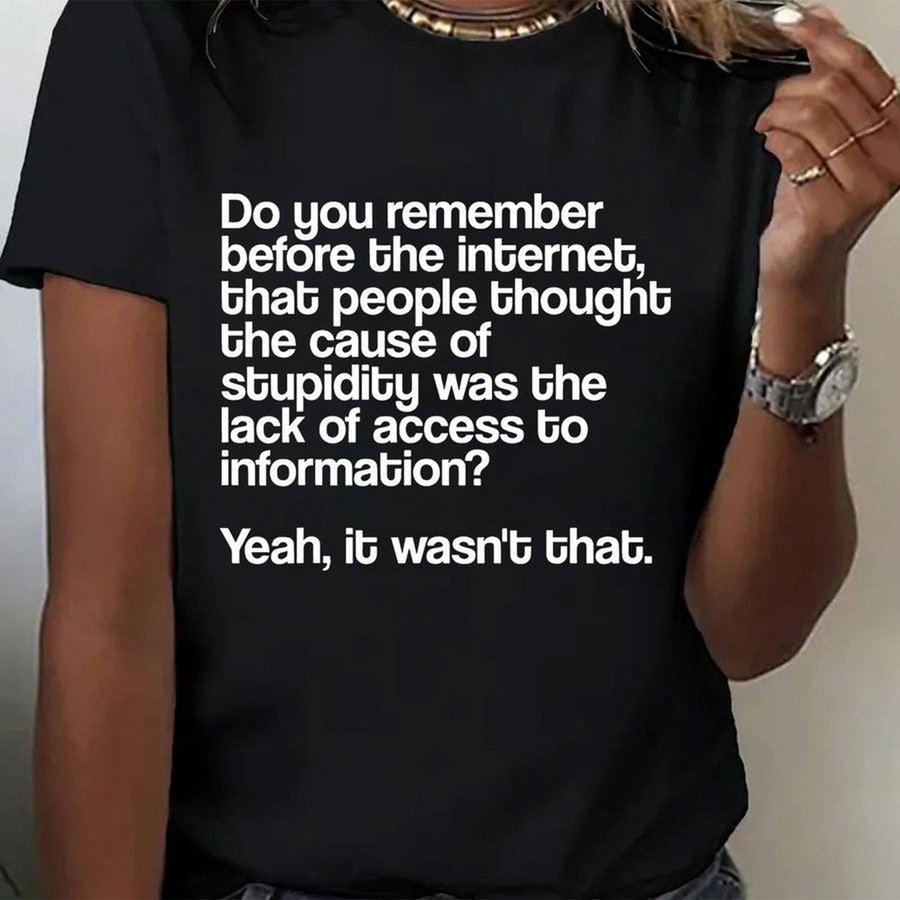 Do you remember
before the internet,
that people thought
the cause of
stupidity was the
lack of access to
information?
Yeah, it wasn't that.